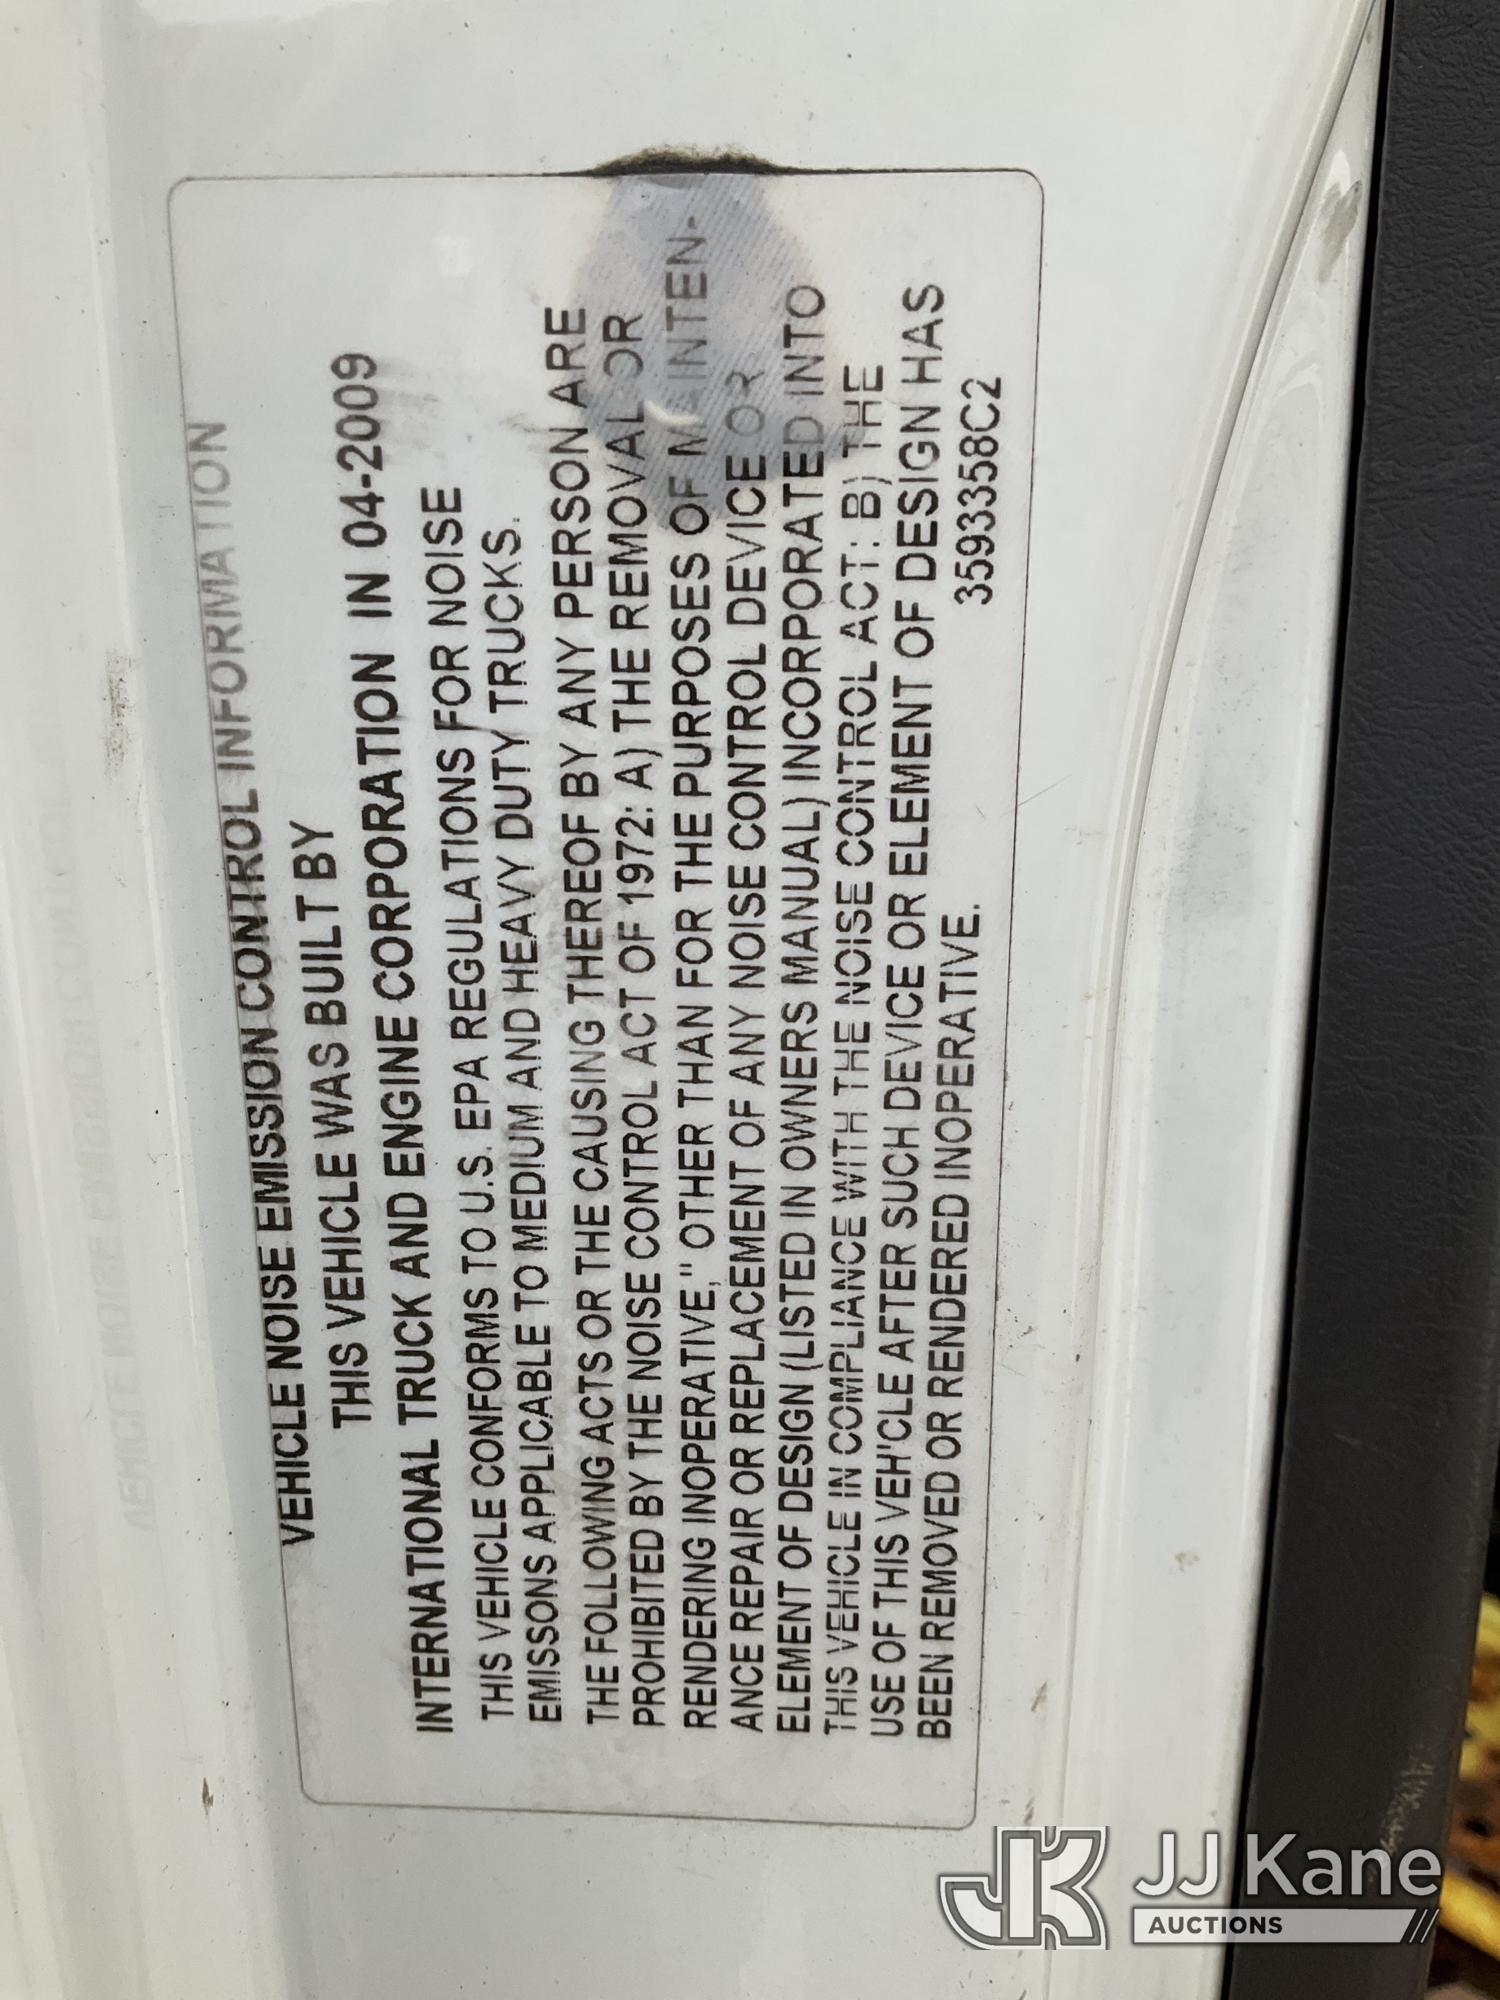 VEHICLE NOISE EMISSION CONTROL INFORMATION
THIS VEHICLE WAS BUILT BY
INTERNATIONAL TRUCK AND ENGINE CORPORATION IN 04-2009
THIS VEHICLE CONFORMS TO U.S. EPA REGULATIONS FOR NOISE
EMISSONS APPLICABLE TO MEDIUM AND HEAVY DUTY TRUCKS.
THE FOLLOWING ACTS OR THE CAUSING THEREOF BY ANY PERSON ARE
PROHIBITED BY THE NOISE CONTROL ACT OF 1972: A) THE REMOVAL OR
RENDERING INOPERATIVE," OTHER THAN FOR THE PURPOSES OF MAINTEN-
ANCE REPAIR OR REPLACEMENT OF ANY NOISE CONTROL DEVICE OR
ELEMENT OF DESIGN (LISTED IN OWNERS MANUAL) INCORPORATED INTO
THIS VEHICLE IN COMPLIANCE WITH THE NOISE CONTROL ACT: B) THE
USE OF THIS VEHICLE AFTER SUCH DEVICE OR ELEMENT OF DESIGN HAS
BEEN REMOVED OR RENDERED INOPERATIVE.
3593358C2
JK JJ Kane
AUCTIONS